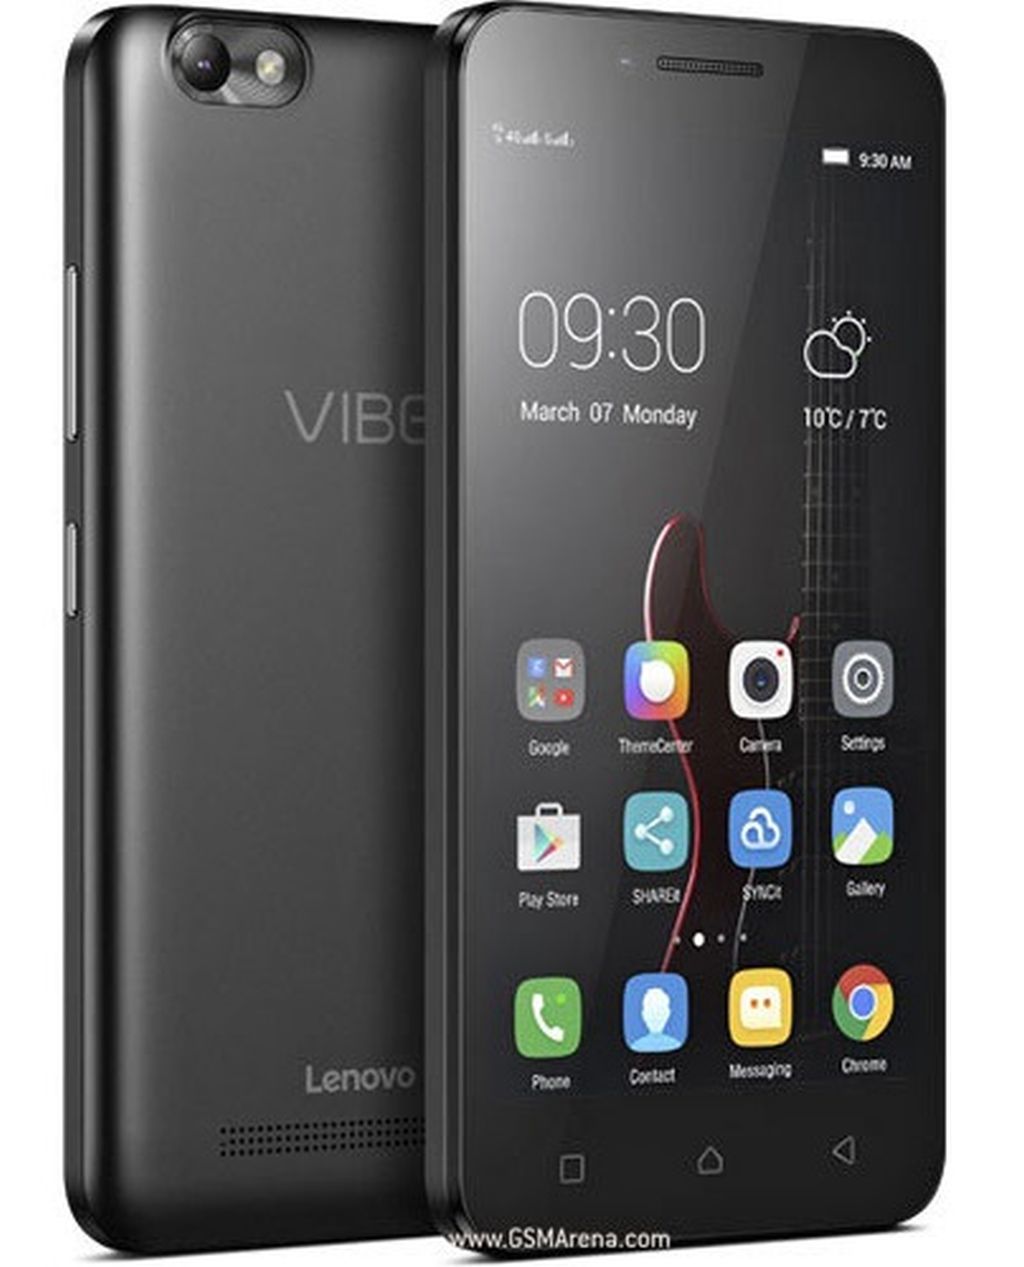 9:30 AM
09:30
March 07 Monday
10℃ / 7℃
VIBE
Google
ThemeCenter
Camera
Settings
Play Store
SHAREit
SYNCit
Gallery
Phone
Contact
Messaging
Chrome
Lenovo
www.GSMArena.com